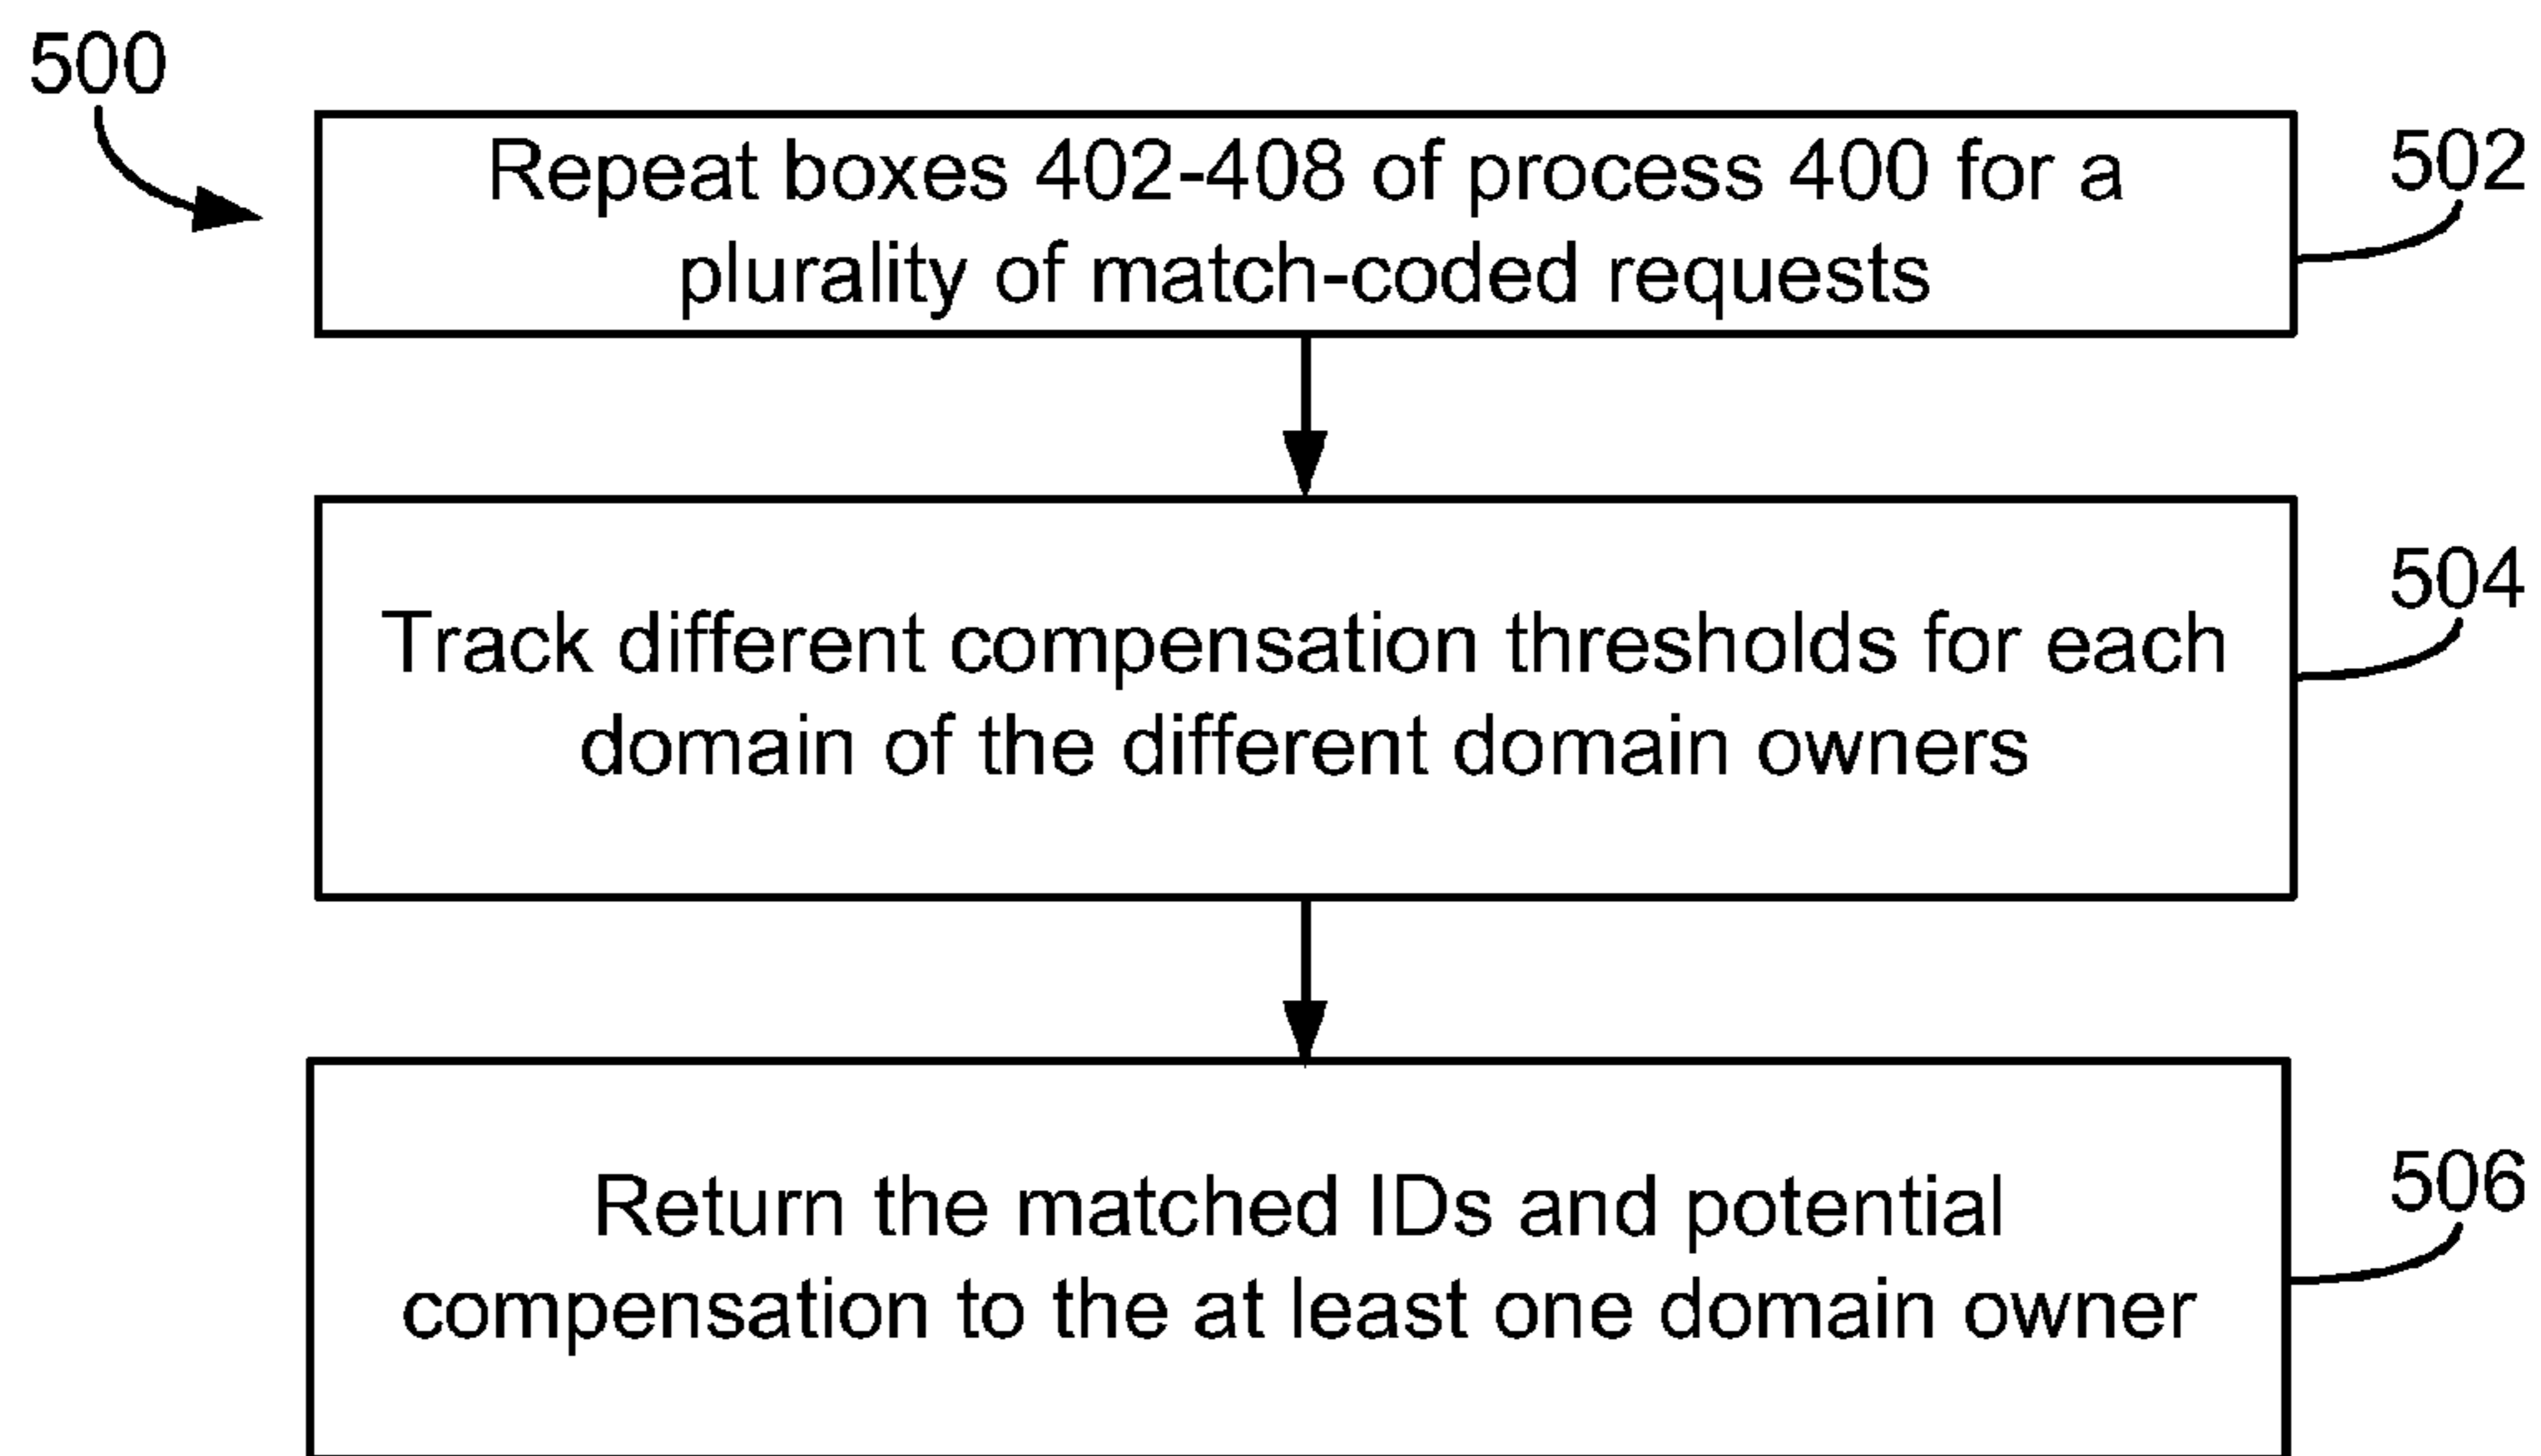 500
Repeat boxes 402-408 of process 400 for a
plurality of match-coded requests
502
Track different compensation thresholds for each
domain of the different domain owners
504
Return the matched IDs and potential
compensation to the at least one domain owner
506